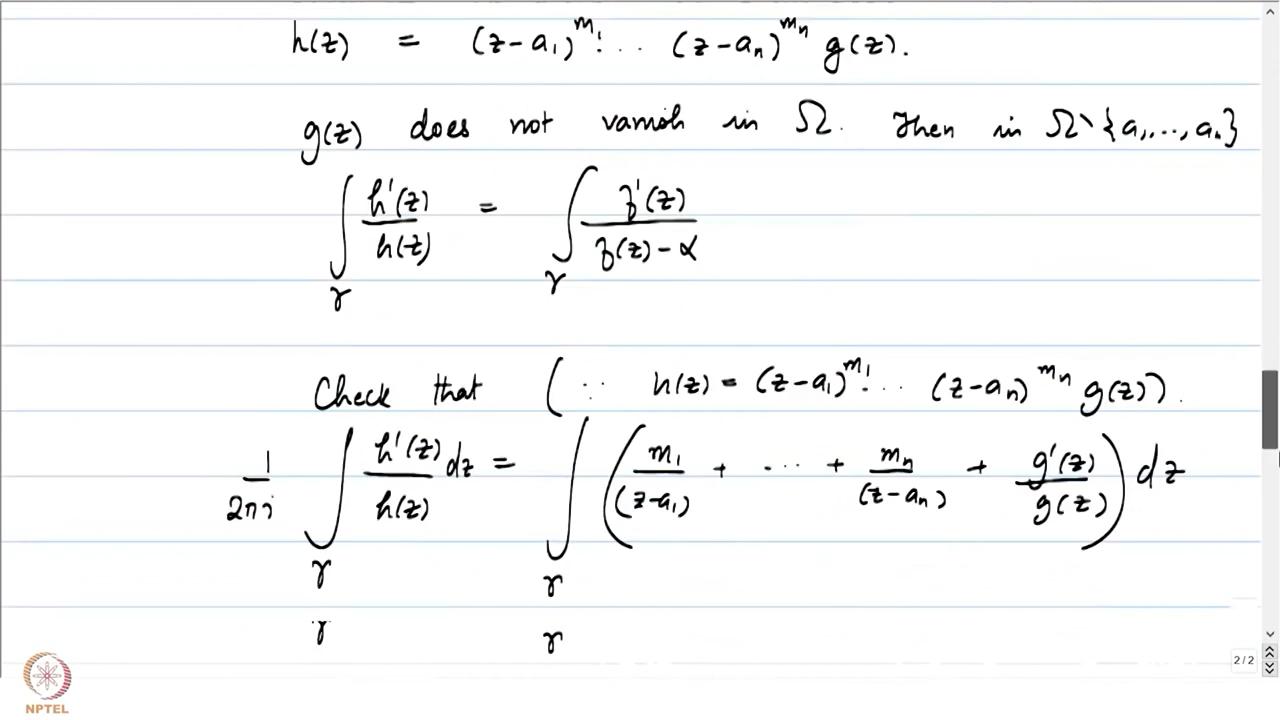 h(z) = (z-a₁)^m₁ ... (z-aₙ)^mₙ g(z).
g(z) does not vanish in Ω. Then in Ω\{a₁,...,aₙ}
∫_γ h'(z)/h(z) = ∫_γ f'(z)/(f(z)-α)
Check that (∵ h(z) = (z-a₁)^m₁ ... (z-aₙ)^mₙ g(z)).
1/2πi ∫_γ h'(z)/h(z) dz = ∫_γ (m₁/(z-a₁) + ... + mₙ/(z-aₙ) + g'(z)/g(z)) dz
γ γ
2/2
NPTEL